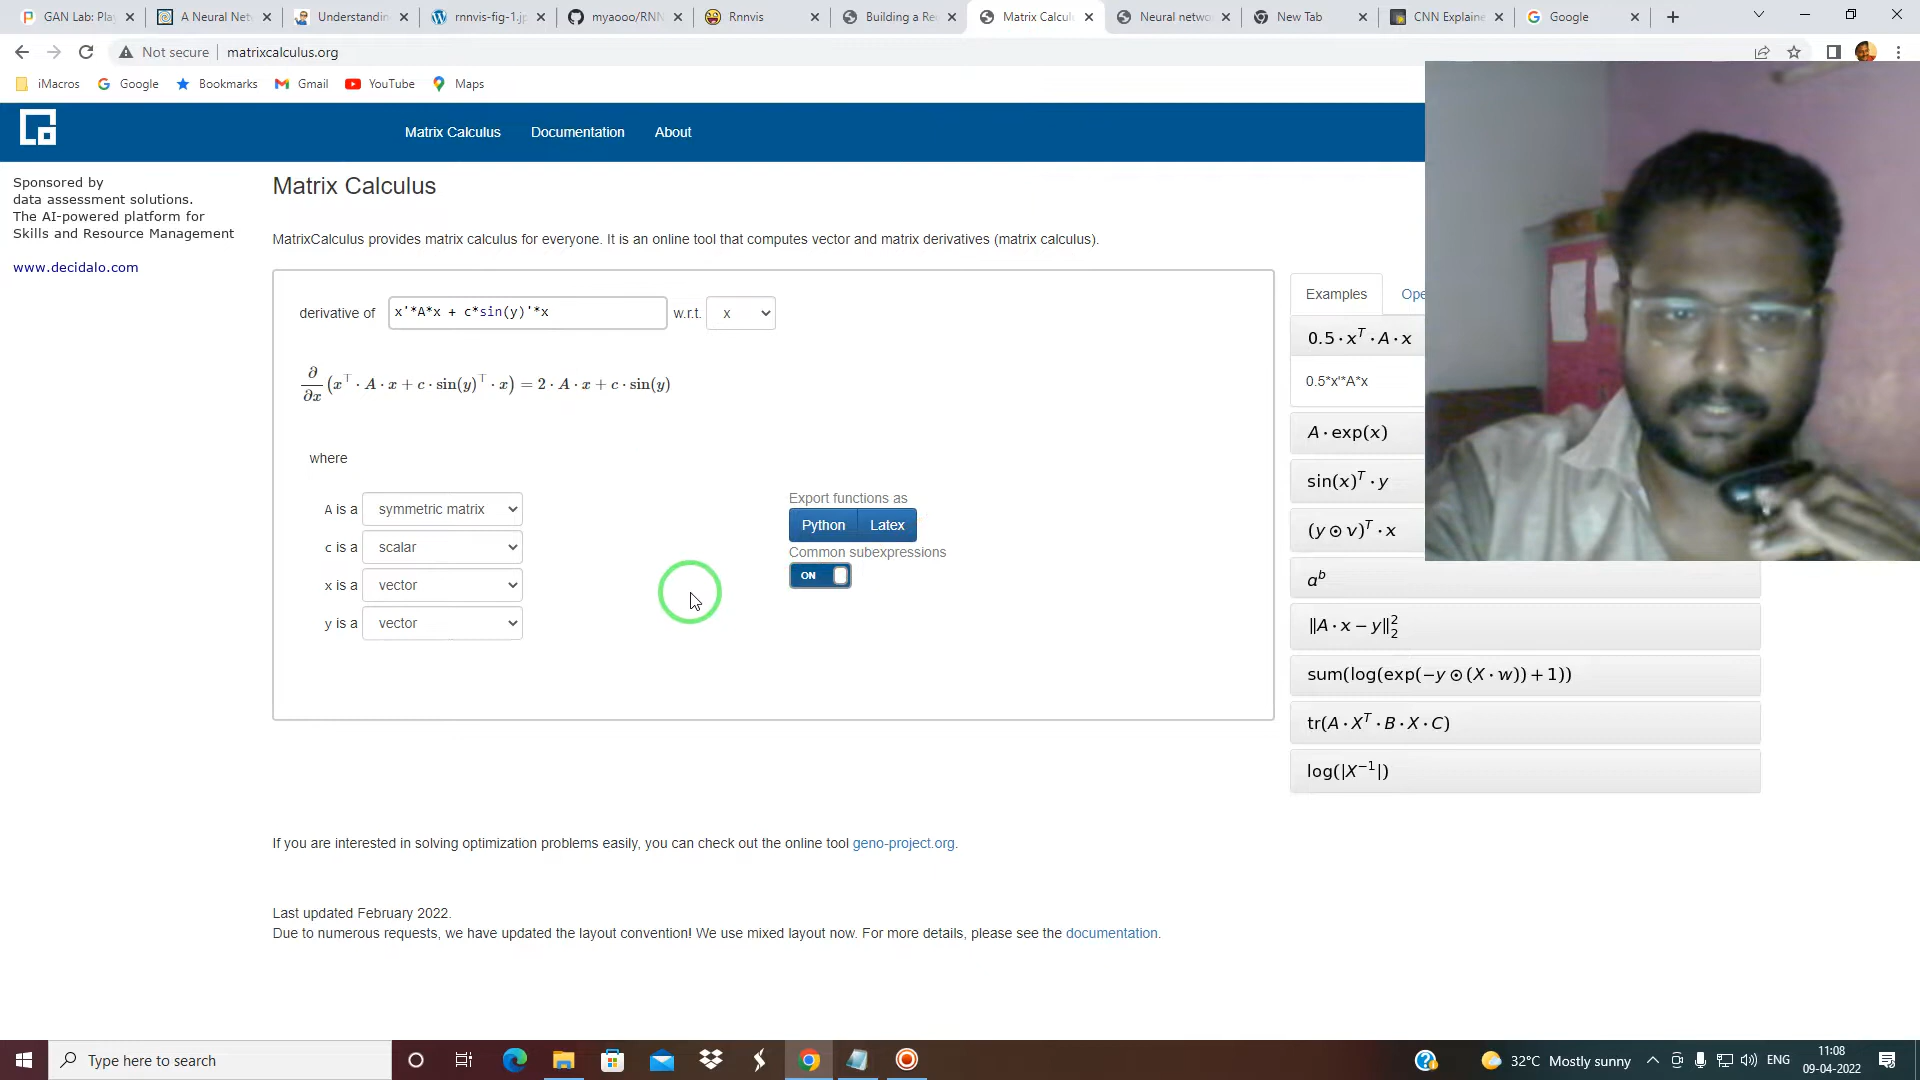 GAN Lab: Play
A Neural Net
Understandin
rnnvis-fig-1.j
myaooo/RNN
Rnnvis
Building a Re
Matrix Calcul
Neural netwo
New Tab
CNN Explaine
Google
Not secure
matrixcalculus.org
iMacros
Google
Bookmarks
Gmail
YouTube
Maps
Matrix Calculus
Documentation
About
Sponsored by
data assessment solutions.
The AI-powered platform for
Skills and Resource Management
www.decidalo.com
Matrix Calculus
MatrixCalculus provides matrix calculus for everyone. It is an online tool that computes vector and matrix derivatives (matrix calculus).
derivative of x'*A*x + c*sin(y)'*x w.r.t. x
∂/∂x (x⊤ · A · x + c · sin(y)⊤ · x) = 2 · A · x + c · sin(y)
where
A is a symmetric matrix
c is a scalar
x is a vector
y is a vector
Export functions as
Python Latex
Common subexpressions
ON
Examples
Ope
0.5·xᵀ·A·x
0.5*x'*A*x
A·exp(x)
sin(x)ᵀ·y
(y⊙v)ᵀ·x
aᵇ
‖A·x−y‖₂²
sum(log(exp(−y⊙(X·w))+1))
tr(A·Xᵀ·B·X·C)
log(|X⁻¹|)
If you are interested in solving optimization problems easily, you can check out the online tool geno-project.org.
Last updated February 2022.
Due to numerous requests, we have updated the layout convention! We use mixed layout now. For more details, please see the documentation.
Type here to search
32°C Mostly sunny
ENG
11:08
09-04-2022